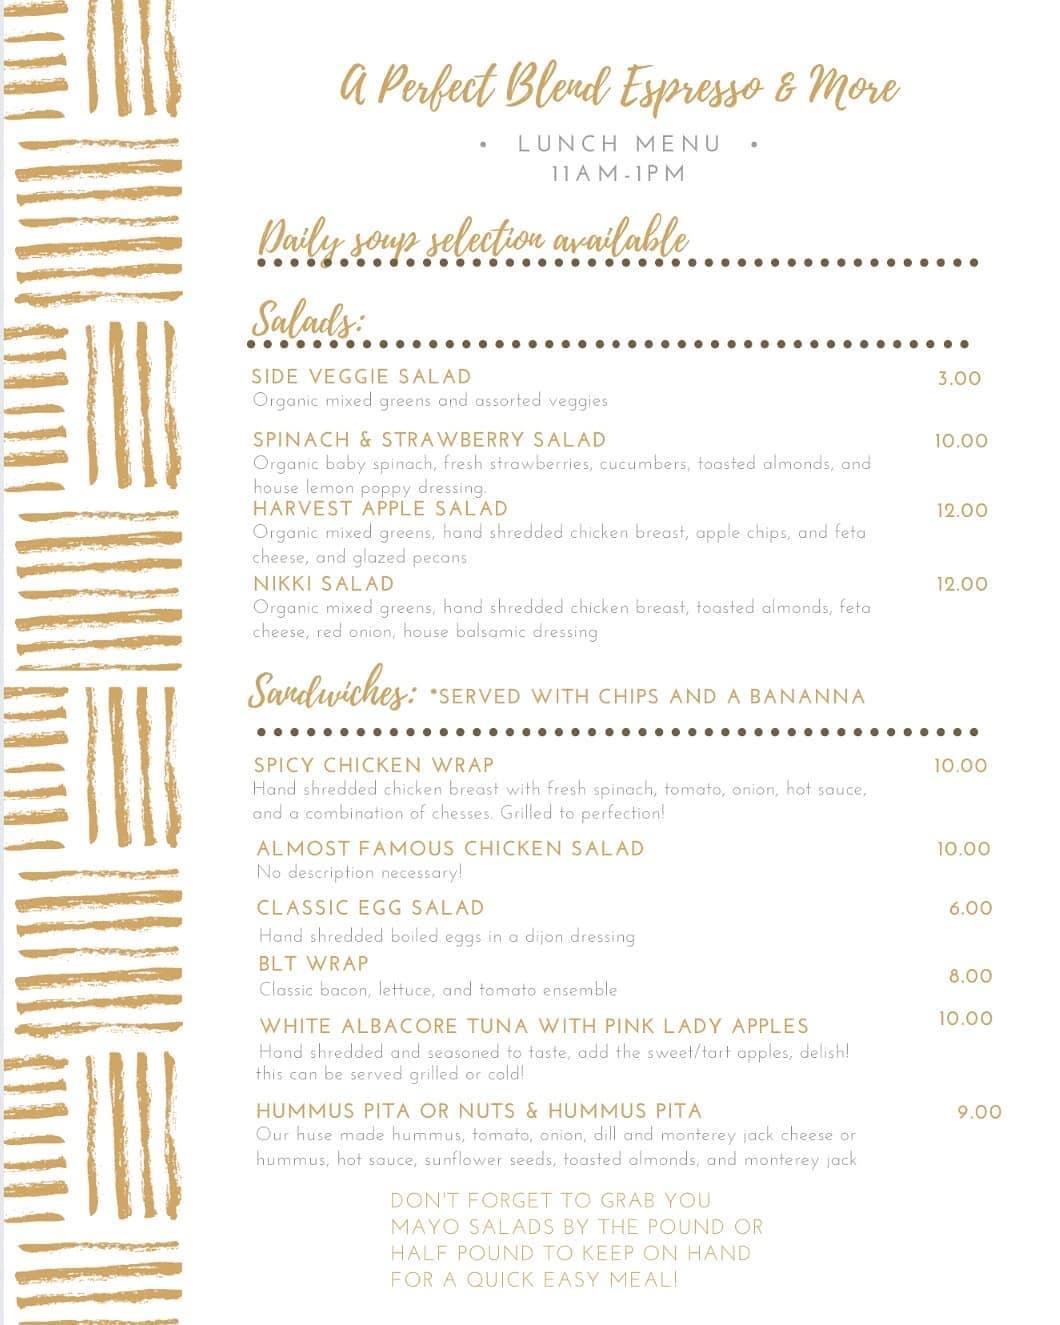 A Perfect Blend Espresso & More
• LUNCH MENU •
11AM-1PM
Daily soup selection available
Salads:
SIDE VEGGIE SALAD 3.00
Organic mixed greens and assorted veggies
SPINACH & STRAWBERRY SALAD 10.00
Organic baby spinach, fresh strawberries, cucumbers, toasted almonds, and
house lemon poppy dressing.
HARVEST APPLE SALAD 12.00
Organic mixed greens, hand shredded chicken breast, apple chips, and feta
cheese, and glazed pecans
NIKKI SALAD 12.00
Organic mixed greens, hand shredded chicken breast, toasted almonds, feta
cheese, red onion, house balsamic dressing
Sandwiches: *SERVED WITH CHIPS AND A BANANNA
SPICY CHICKEN WRAP 10.00
Hand shredded chicken breast with fresh spinach, tomato, onion, hot sauce,
and a combination of chesses. Grilled to perfection!
ALMOST FAMOUS CHICKEN SALAD 10.00
No description necessary!
CLASSIC EGG SALAD 6.00
Hand shredded boiled eggs in a dijon dressing
BLT WRAP 8.00
Classic bacon, lettuce, and tomato ensemble
WHITE ALBACORE TUNA WITH PINK LADY APPLES 10.00
Hand shredded and seasoned to taste, add the sweet/tart apples, delish!
this can be served grilled or cold!
HUMMUS PITA OR NUTS & HUMMUS PITA 9.00
Our huse made hummus, tomato, onion, dill and monterey jack cheese or
hummus, hot sauce, sunflower seeds, toasted almonds, and monterey jack
DON'T FORGET TO GRAB YOU
MAYO SALADS BY THE POUND OR
HALF POUND TO KEEP ON HAND
FOR A QUICK EASY MEAL!